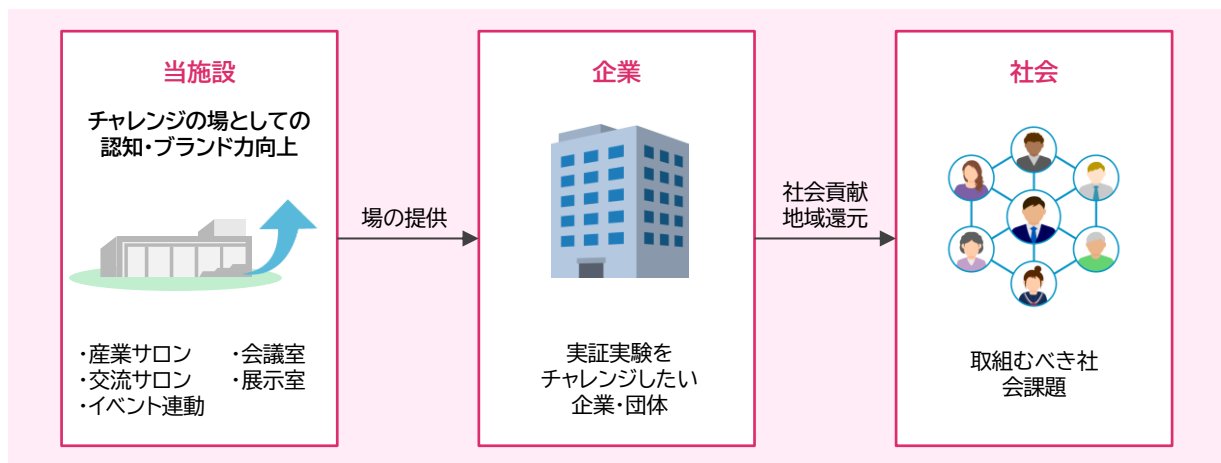 当施設
チャレンジの場としての
認知・ブランド力向上
・産業サロン
・交流サロン
・イベント連動
・会議室
・展示室
場の提供
企業
実証実験を
チャレンジしたい
企業・団体
社会貢献
地域還元
社会
取組むべき社
会課題